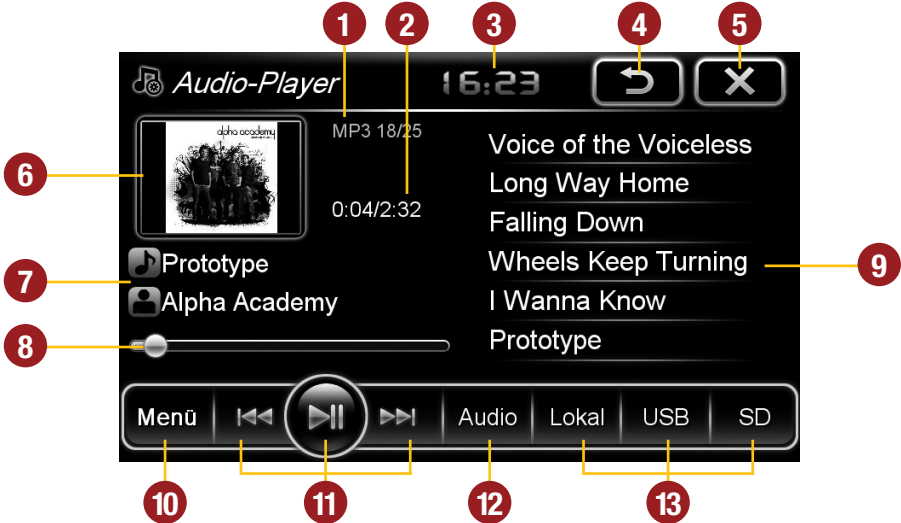 1 2 3 4 5
Audio-Player 16:23
alpha academy
MP3 18/25
0:04/2:32
6
Prototype
Alpha Academy
7
8
Voice of the Voiceless
Long Way Home
Falling Down
Wheels Keep Turning
I Wanna Know
Prototype
9
Menü Audio Lokal USB SD
10 11 12 13